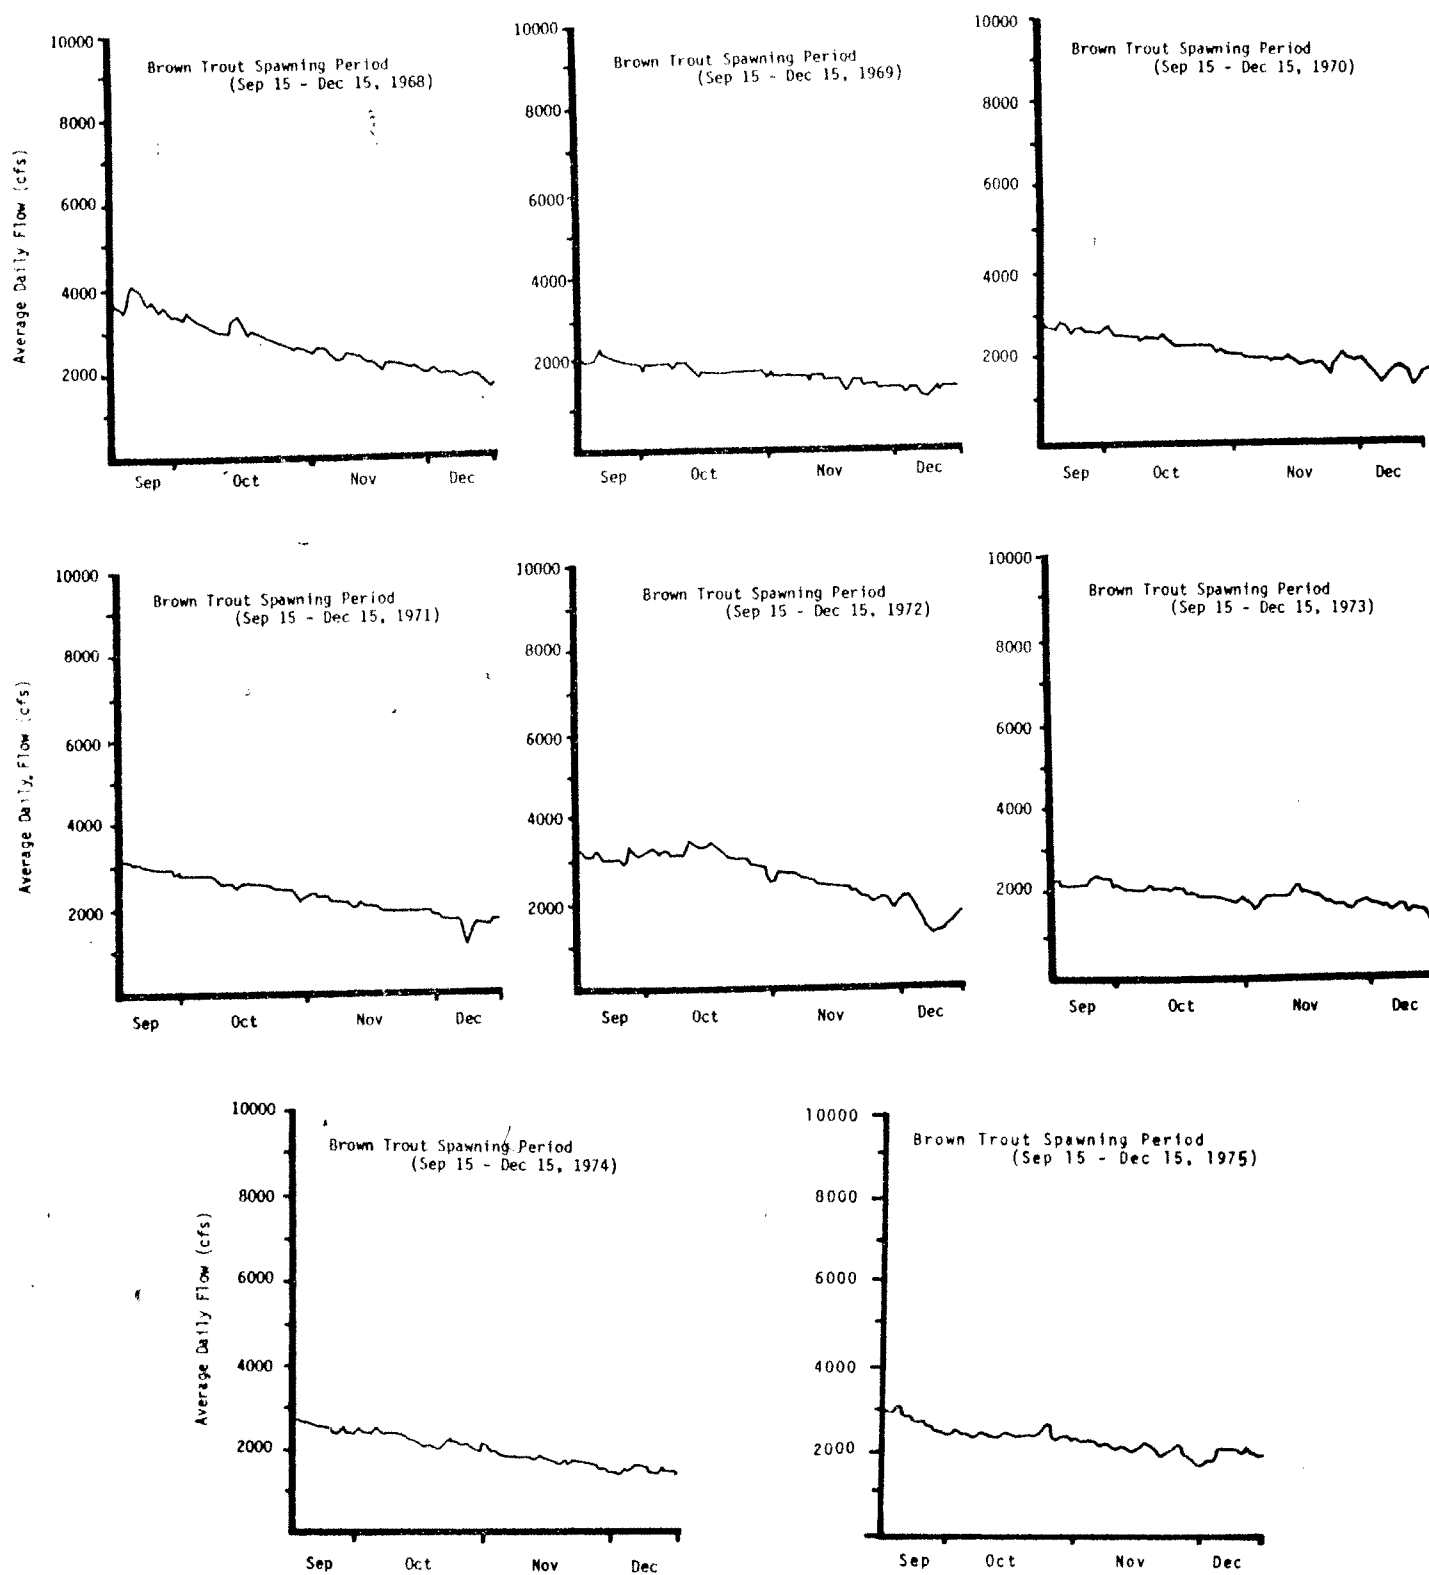 Brown Trout Spawning Period
(Sep 15 - Dec 15, 1968)
Average Daily Flow (cfs)
10000
8000
6000
4000
2000
Sep Oct Nov Dec
Brown Trout Spawning Period
(Sep 15 - Dec 15, 1969)
10000
8000
6000
4000
2000
Sep Oct Nov Dec
Brown Trout Spawning Period
(Sep 15 - Dec 15, 1970)
10000
8000
6000
4000
2000
Sep Oct Nov Dec
Brown Trout Spawning Period
(Sep 15 - Dec 15, 1971)
Average Daily Flow (cfs)
10000
8000
6000
4000
2000
Sep Oct Nov Dec
Brown Trout Spawning Period
(Sep 15 - Dec 15, 1972)
10000
8000
6000
4000
2000
Sep Oct Nov Dec
Brown Trout Spawning Period
(Sep 15 - Dec 15, 1973)
10000
8000
6000
4000
2000
Sep Oct Nov Dec
Brown Trout Spawning Period
(Sep 15 - Dec 15, 1974)
Average Daily Flow (cfs)
10000
8000
6000
4000
2000
Sep Oct Nov Dec
Brown Trout Spawning Period
(Sep 15 - Dec 15, 1975)
10000
8000
6000
4000
2000
Sep Oct Nov Dec